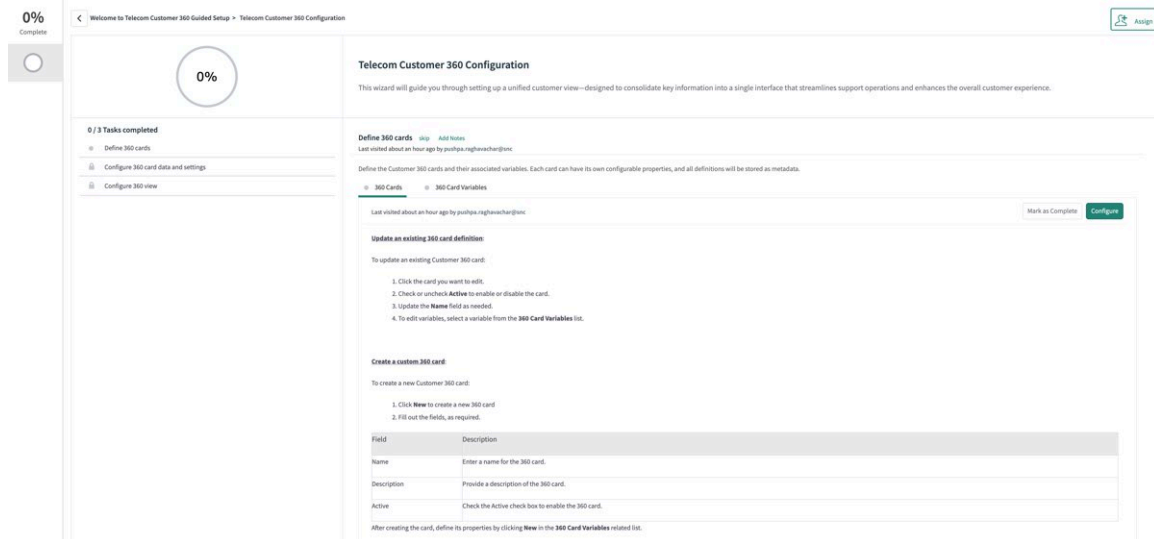 0%
Complete
Welcome to Telecom Customer 360 Guided Setup > Telecom Customer 360 Configuration
Assign
0%
Telecom Customer 360 Configuration
This wizard will guide you through setting up a unified customer view—designed to consolidate key information into a single interface that streamlines support operations and enhances the overall customer experience.
0 / 3 Tasks completed
Define 360 cards
Configure 360 card data and settings
Configure 360 view
Define 360 cards skip Add Notes
Last visited about an hour ago by pushpa.raghavachar@snc
Define the Customer 360 cards and their associated variables. Each card can have its own configurable properties, and all definitions will be stored as metadata.
360 Cards 360 Card Variables
Last visited about an hour ago by pushpa.raghavachar@snc
Mark as Complete Configure
Update an existing 360 card definition:
To update an existing Customer 360 card:
1. Click the card you want to edit.
2. Check or uncheck Active to enable or disable the card.
3. Update the Name field as needed.
4. To edit variables, select a variable from the 360 Card Variables list.
Create a custom 360 card:
To create a new Customer 360 card:
1. Click New to create a new 360 card
2. Fill out the fields, as required.
Field Description
Name Enter a name for the 360 card.
Description Provide a description of the 360 card.
Active Check the Active check box to enable the 360 card.
After creating the card, define its properties by clicking New in the 360 Card Variables related list.